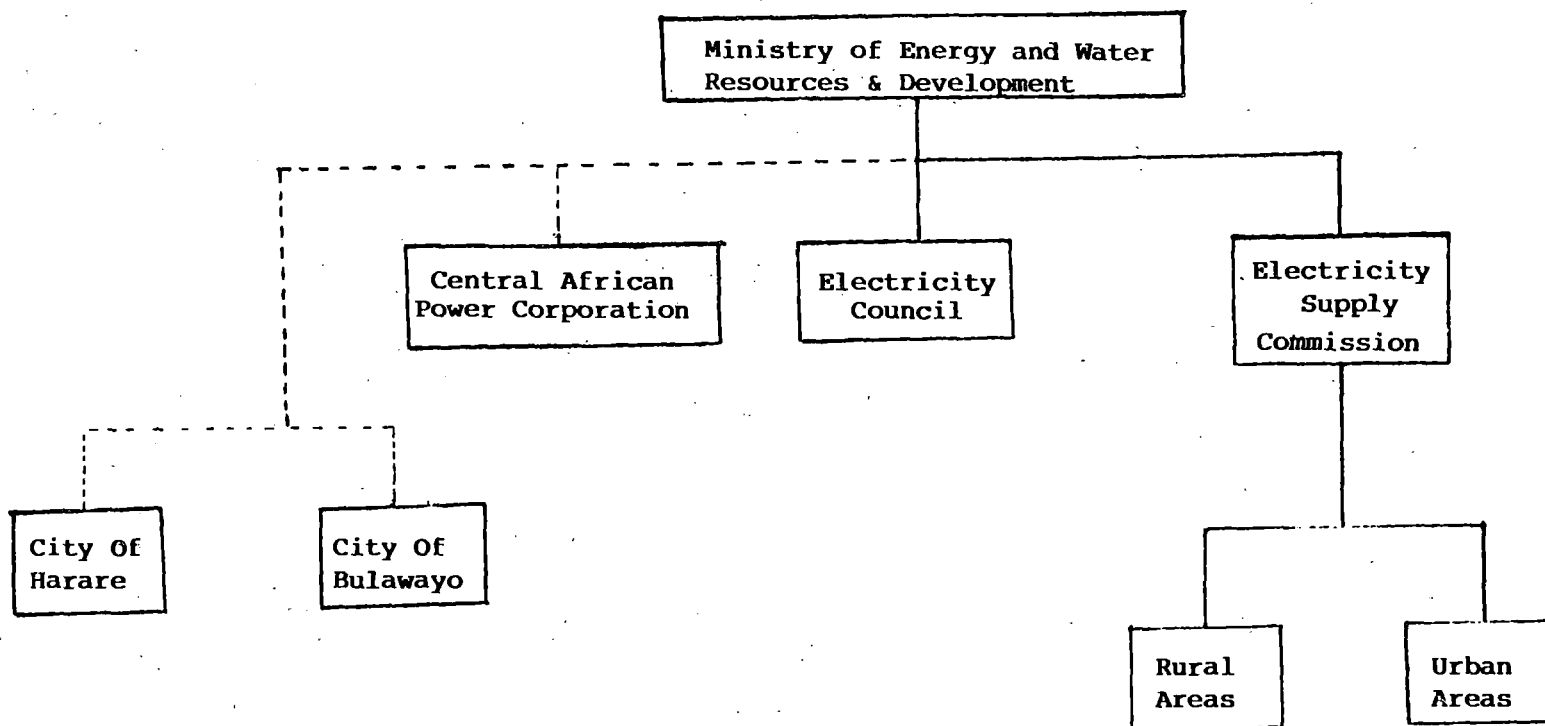 Ministry of Energy and Water
Resources & Development
Central African
Power Corporation
Electricity
Council
Electricity
Supply
Commission
City Of
Harare
City Of
Bulawayo
Rural
Areas
Urban
Areas